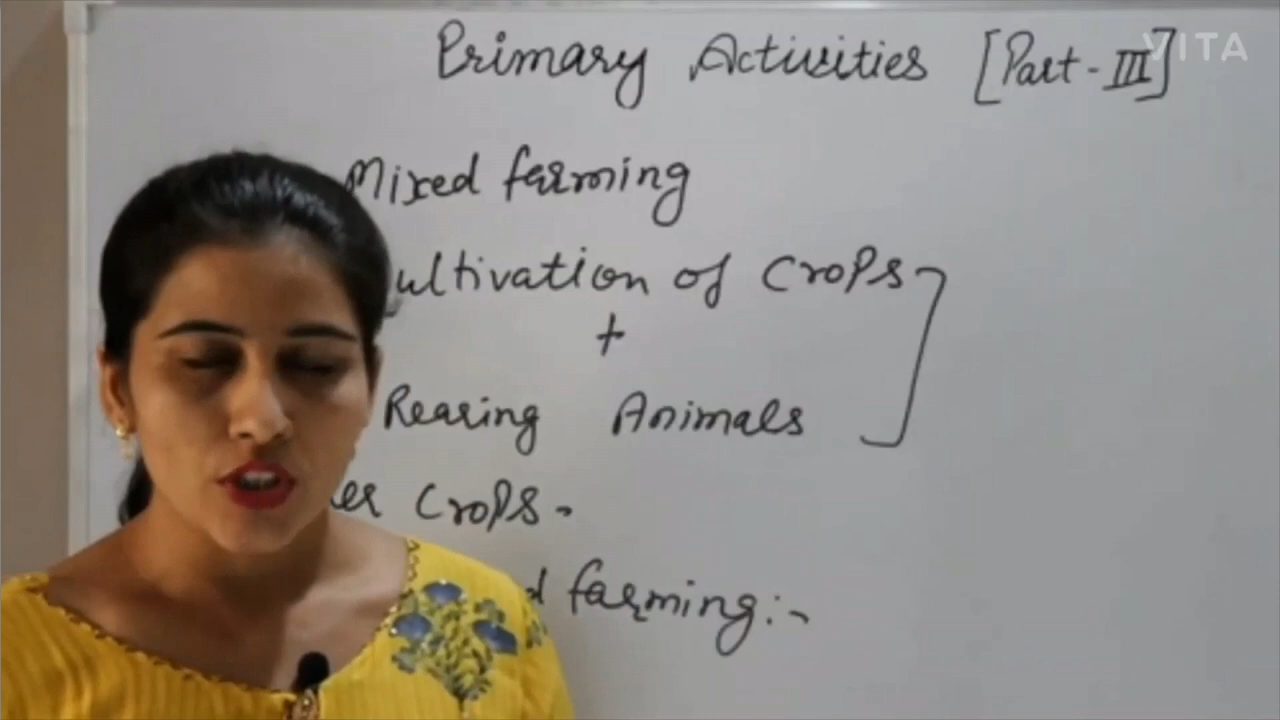 Primary Activities [Part-III]
VITA
Mixed farming
ultivation of Crops
+
Rearing Animals
er Crops -
d farming:-